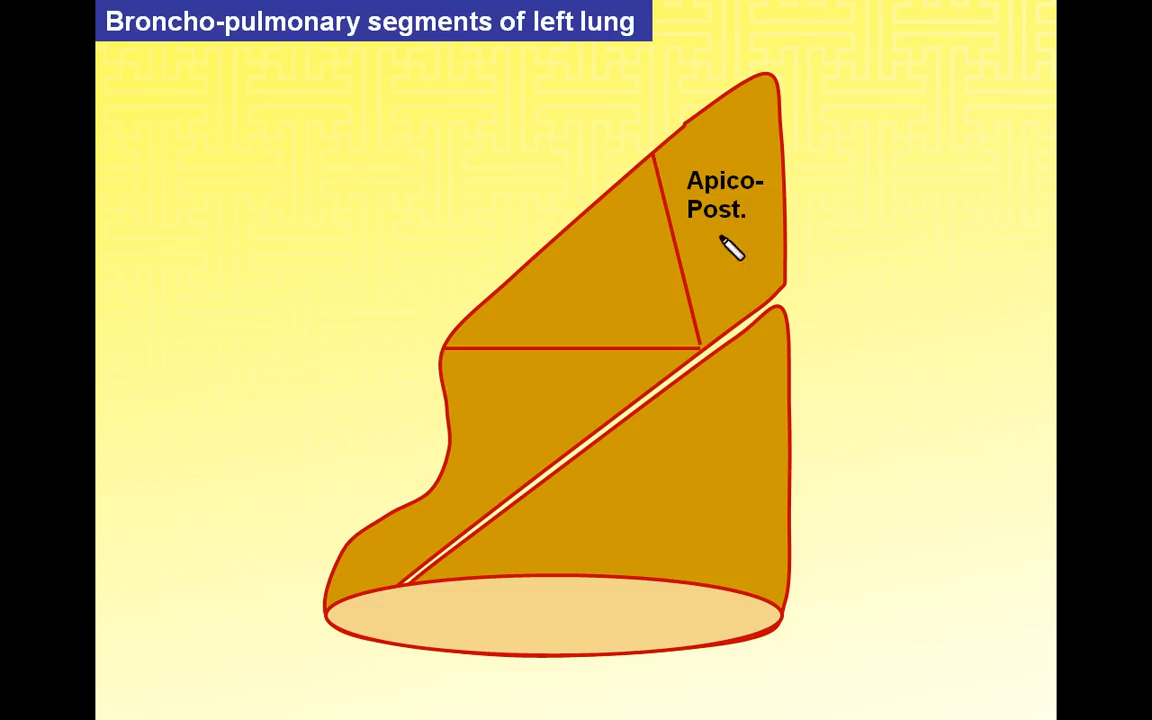 Broncho-pulmonary segments of left lung
Apico-
Post.